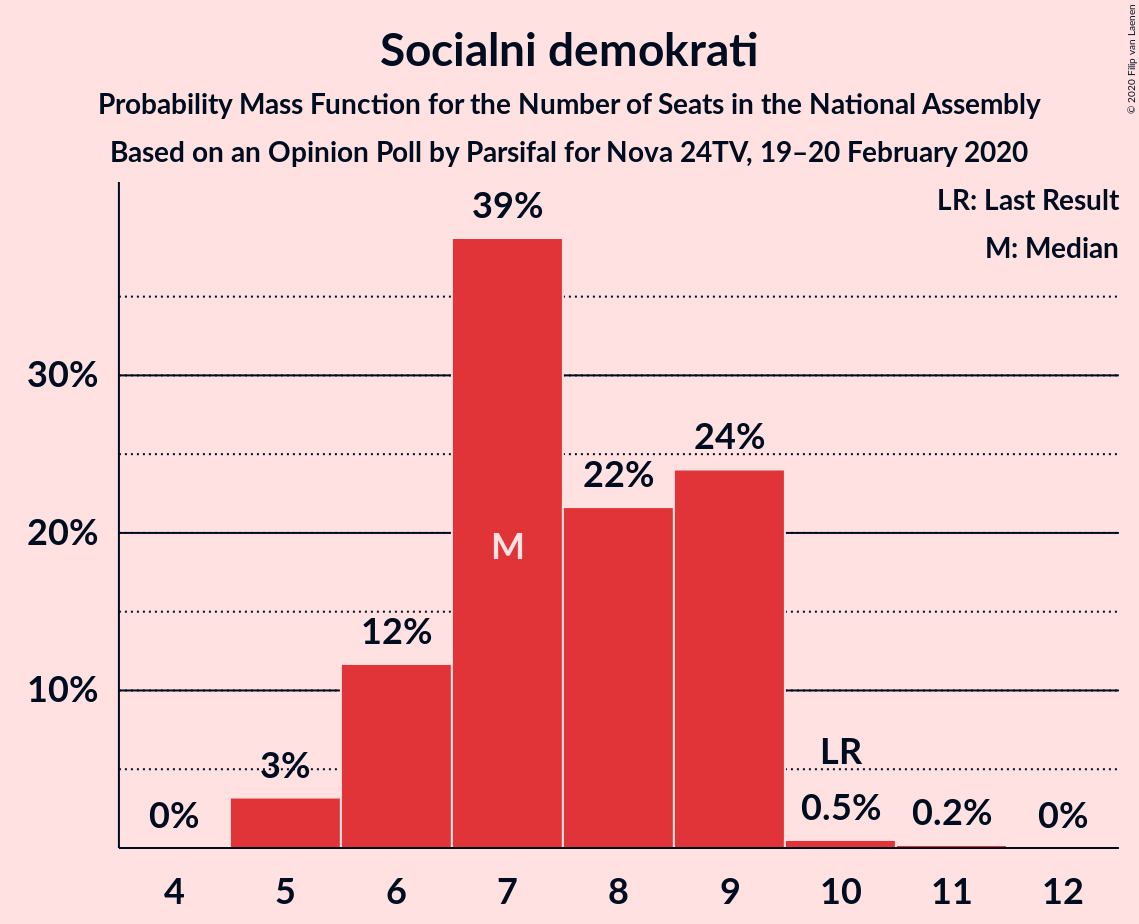 Socialni demokrati
Probability Mass Function for the Number of Seats in the National Assembly
Based on an Opinion Poll by Parsifal for Nova 24TV, 19–20 February 2020
© 2020 Filip van Laenen
LR: Last Result
M: Median
39%
30%
24%
22%
20%
M
12%
10%
LR
3%
0%
0.5%
0.2%
0%
4 5 6 7 8 9 10 11 12